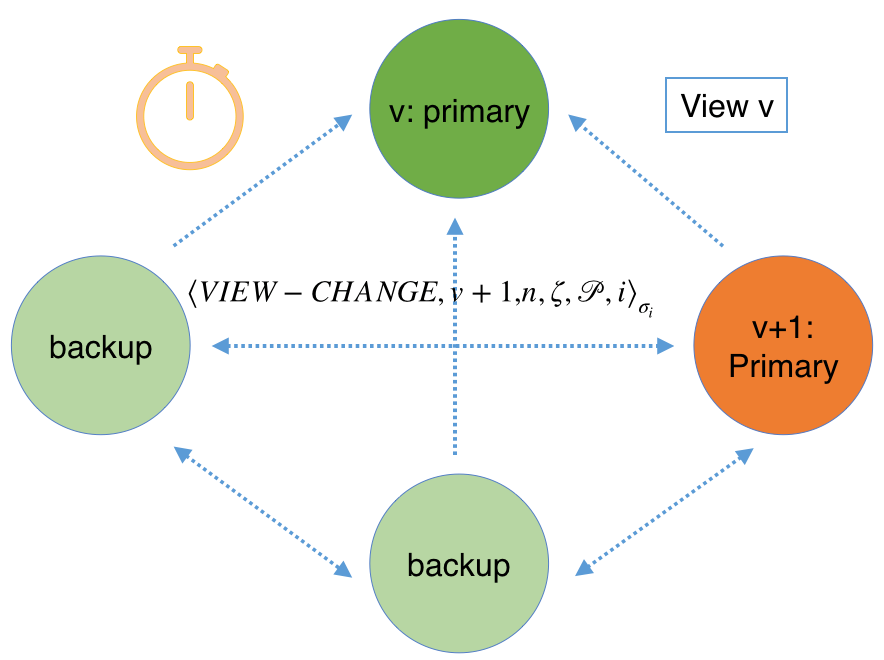 v: primary
View v
⟨VIEW − CHANGE, v + 1,n, ζ, 𝒫, i⟩σᵢ
backup
v+1:
Primary
backup